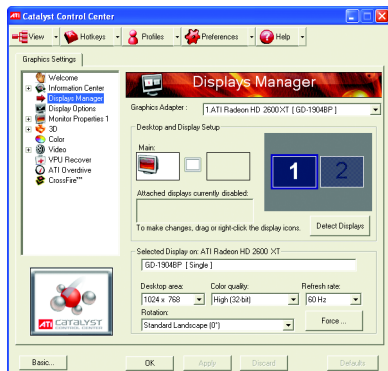 ATI Catalyst Control Center
View Hotkeys Profiles Preferences Help
Graphics Settings
Welcome
Information Center
Displays Manager
Display Options
Monitor Properties 1
3D
Color
Video
VPU Recover
ATI Overdrive
CrossFire™
ATI CATALYST
CONTROL CENTER
Displays Manager
Graphics Adapter :
1.ATI Radeon HD 2600 XT [ GD-1904BP ]
Desktop and Display Setup
Main:
1 2
Attached displays currently disabled:
To make changes, drag or right-click the display icons.
Detect Displays
Selected Display on: ATI Radeon HD 2600 XT
GD-1904BP [ Single ]
Desktop area: Color quality: Refresh rate:
1024 x 768 High (32-bit) 60 Hz
Rotation:
Standard Landscape (0°)
Force ...
Basic... OK Apply Discard Defaults